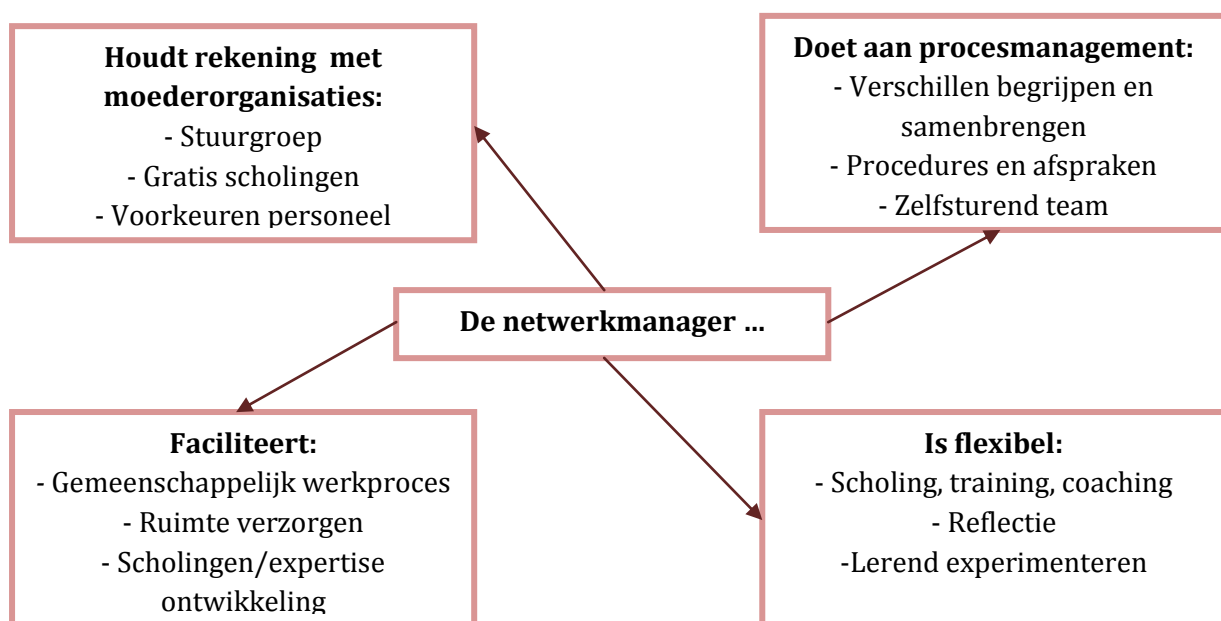 Houdt rekening met
moederorganisaties:
- Stuurgroep
- Gratis scholingen
- Voorkeuren personeel
Doet aan procesmanagement:
- Verschillen begrijpen en
samenbrengen
- Procedures en afspraken
- Zelfsturend team
De netwerkmanager ...
Faciliteert:
- Gemeenschappelijk werkproces
- Ruimte verzorgen
- Scholingen/expertise
ontwikkeling
Is flexibel:
- Scholing, training, coaching
- Reflectie
-Lerend experimenteren